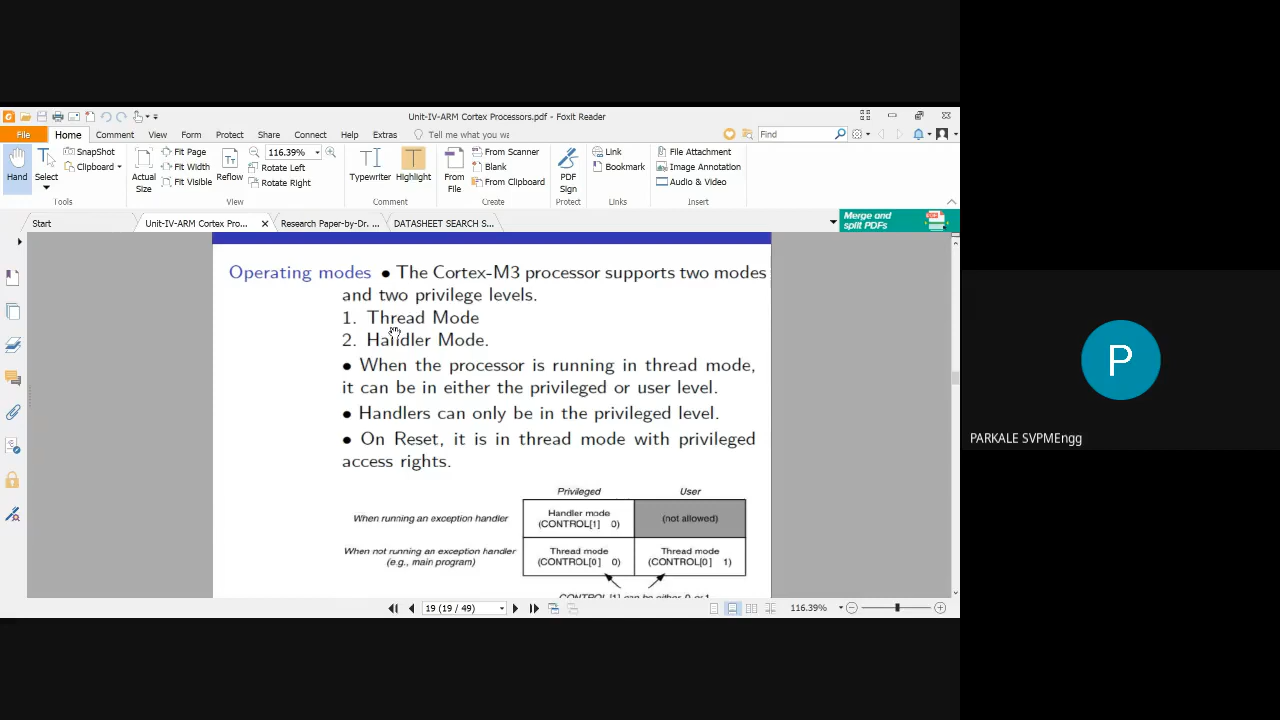 Unit-IV-ARM Cortex Processors.pdf - Foxit Reader
File Home Comment View Form Protect Share Connect Help Extras Tell me what you wa Find
Hand
Select
SnapShot
Clipboard
Tools
Actual Size
Fit Page
Fit Width
Fit Visible
Reflow
116.39%
Rotate Left
Rotate Right
View
Typewriter
Highlight
Comment
From File
From Scanner
Blank
From Clipboard
Create
PDF Sign
Protect
Link
Bookmark
Links
File Attachment
Image Annotation
Audio & Video
Insert
Start
Unit-IV-ARM Cortex Pro...
Research Paper-by-Dr. ...
DATASHEET SEARCH S...
Merge and
split PDFs
Operating modes • The Cortex-M3 processor supports two modes
and two privilege levels.
1. Thread Mode
2. Handler Mode.
• When the processor is running in thread mode,
it can be in either the privileged or user level.
• Handlers can only be in the privileged level.
• On Reset, it is in thread mode with privileged
access rights.
Privileged User
When running an exception handler
Handler mode
(CONTROL[1] 0)
(not allowed)
When not running an exception handler
(e.g., main program)
Thread mode
(CONTROL[0] 0)
Thread mode
(CONTROL[0] 1)
CONTROL[1] can be either 0 or 1
19 (19 / 49)
116.39%
P
PARKALE SVPMEngg